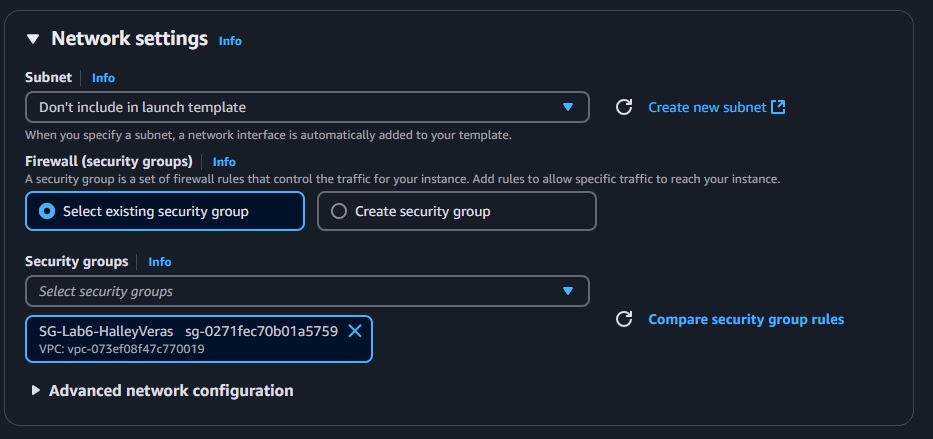 Network settings Info
Subnet Info
Don't include in launch template
Create new subnet
When you specify a subnet, a network interface is automatically added to your template.
Firewall (security groups) Info
A security group is a set of firewall rules that control the traffic for your instance. Add rules to allow specific traffic to reach your instance.
Select existing security group
Create security group
Security groups Info
Select security groups
SG-Lab6-HalleyVeras sg-0271fec70b01a5759
VPC: vpc-073ef08f47c770019
Compare security group rules
Advanced network configuration